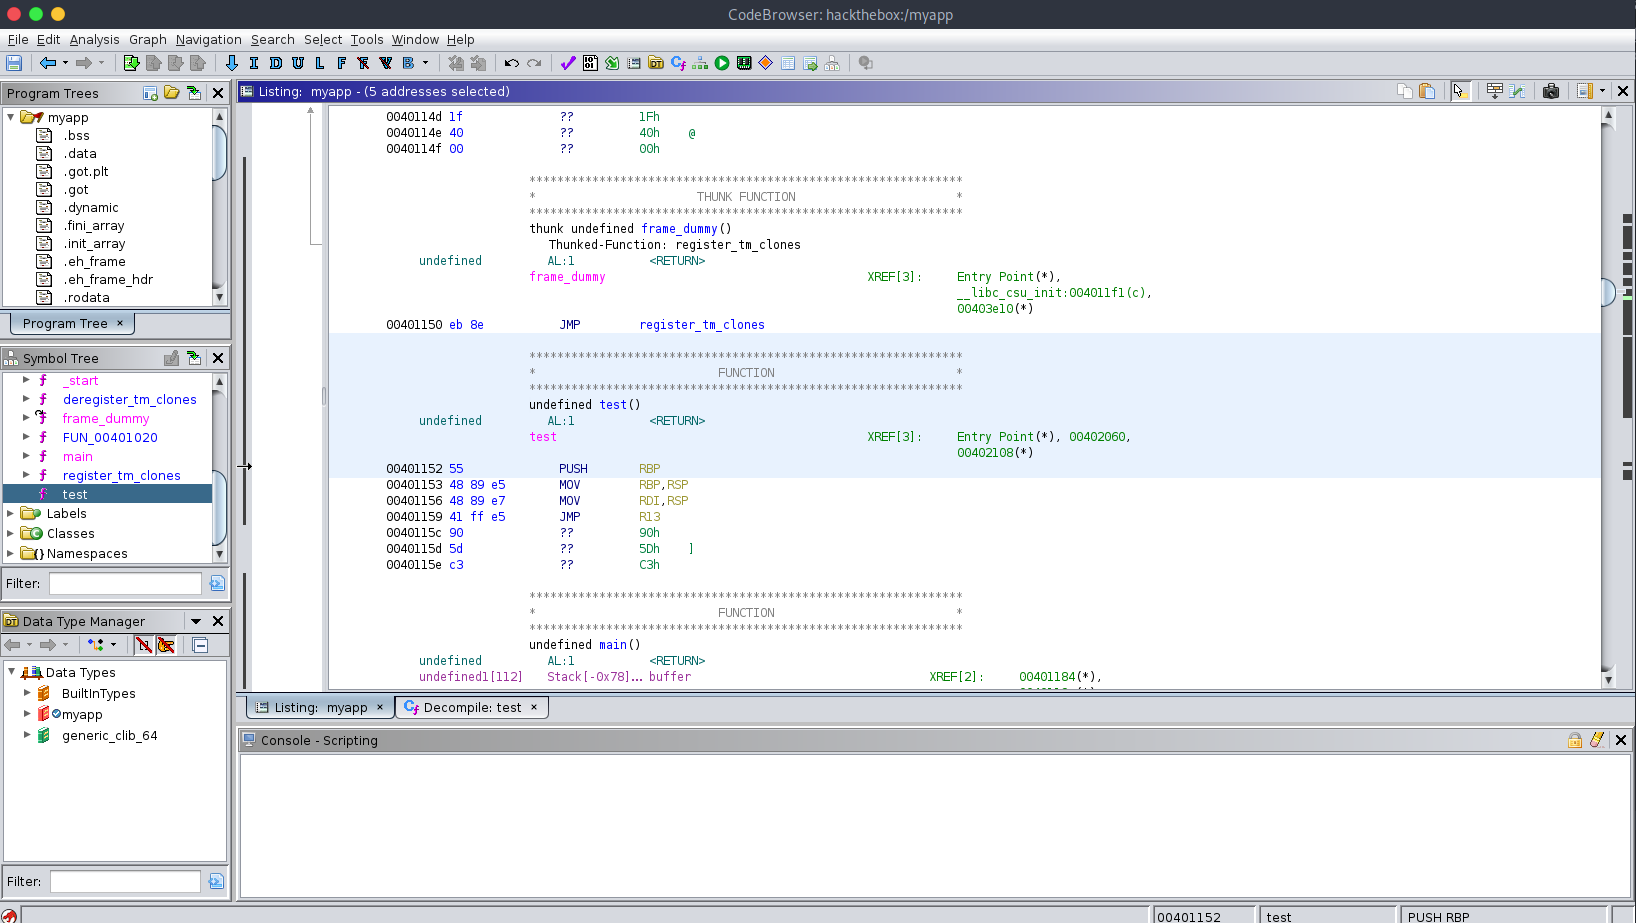 CodeBrowser: hackthebox:/myapp
File Edit Analysis Graph Navigation Search Select Tools Window Help
I D U L F B
Program Trees
myapp
.bss
.data
.got.plt
.got
.dynamic
.fini_array
.init_array
.eh_frame
.eh_frame_hdr
.rodata
Program Tree ×
Symbol Tree
f _start
f deregister_tm_clones
f frame_dummy
f FUN_00401020
f main
f register_tm_clones
f test
Labels
Classes
Namespaces
Filter:
Data Type Manager
Data Types
BuiltInTypes
myapp
generic_clib_64
Filter:
Listing: myapp - (5 addresses selected)
0040114d 1f ?? 1Fh
0040114e 40 ?? 40h @
0040114f 00 ?? 00h
**************************************************************
* THUNK FUNCTION *
**************************************************************
thunk undefined frame_dummy()
Thunked-Function: register_tm_clones
undefined AL:1 <RETURN>
frame_dummy XREF[3]: Entry Point(*),
__libc_csu_init:004011f1(c),
00403e10(*)
00401150 eb 8e JMP register_tm_clones
**************************************************************
* FUNCTION *
**************************************************************
undefined test()
undefined AL:1 <RETURN>
test XREF[3]: Entry Point(*), 00402060,
00402108(*)
00401152 55 PUSH RBP
00401153 48 89 e5 MOV RBP,RSP
00401156 48 89 e7 MOV RDI,RSP
00401159 41 ff e5 JMP R13
0040115c 90 ?? 90h
0040115d 5d ?? 5Dh ]
0040115e c3 ?? C3h
**************************************************************
* FUNCTION *
**************************************************************
undefined main()
undefined AL:1 <RETURN>
undefined1[112] Stack[-0x78]... buffer XREF[2]: 00401184(*),
Listing: myapp ×
Decompile: test ×
Console - Scripting
00401152
test
PUSH RBP